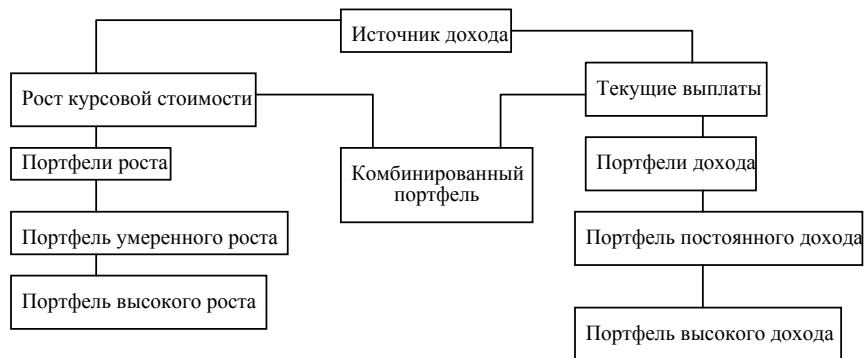 Источник дохода
Рост курсовой стоимости
Текущие выплаты
Портфели роста
Комбинированный
портфель
Портфели дохода
Портфель умеренного роста
Портфель постоянного дохода
Портфель высокого роста
Портфель высокого дохода